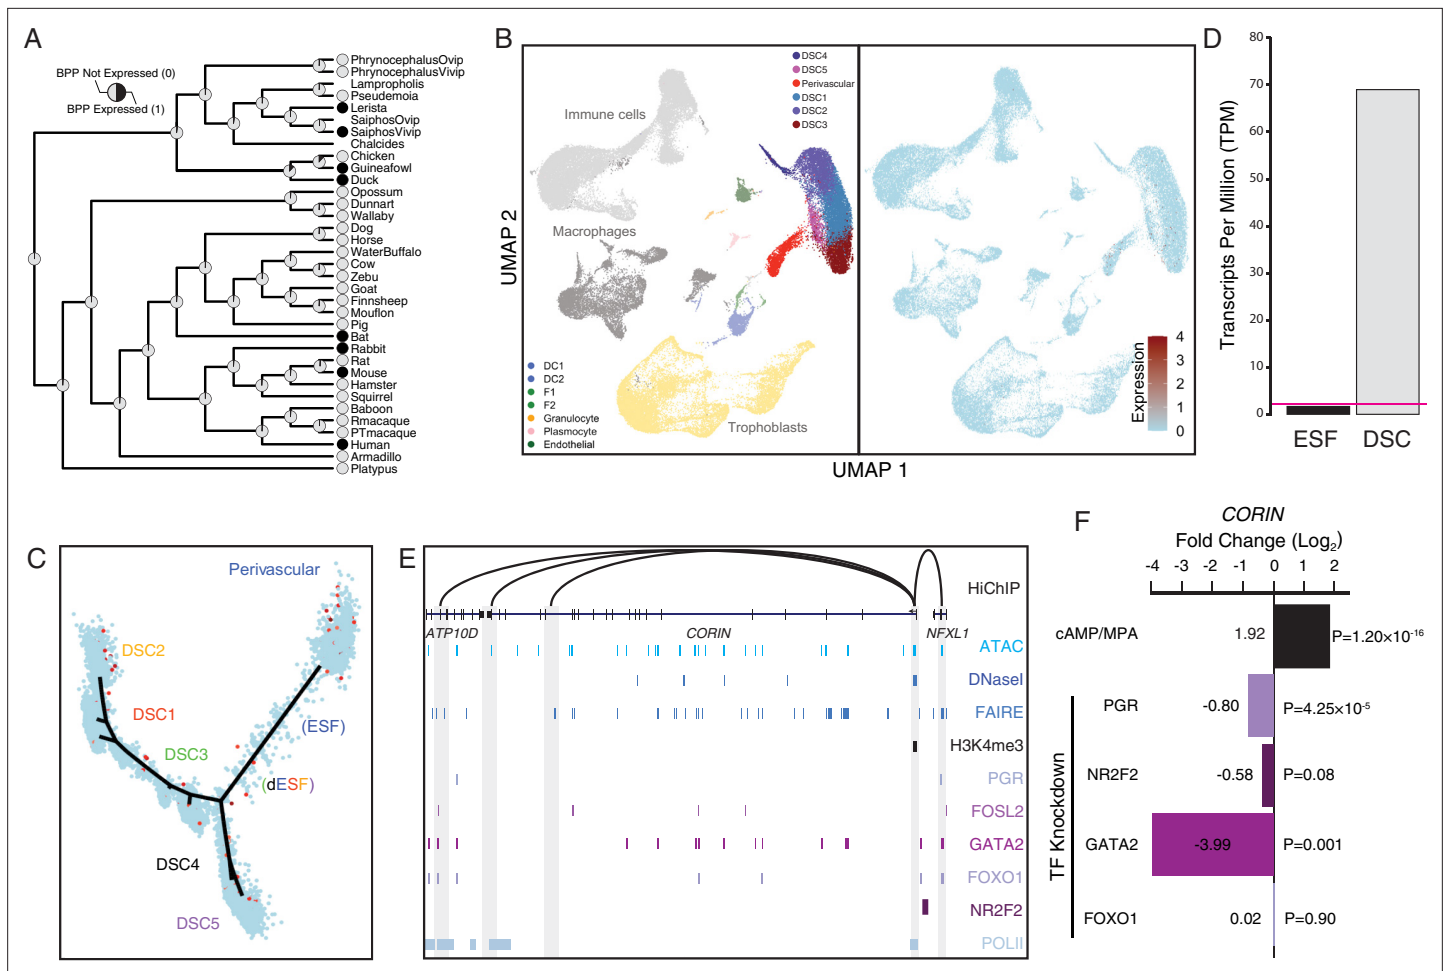 A
BPP Not Expressed (0)
BPP Expressed (1)
PhrynocephalusOvip
PhrynocephalusVivip
Lampropholis
Pseudemoia
Lerista
SaiphosOvip
SaiphosVivip
Chalcides
Chicken
Guineafowl
Duck
Opossum
Dunnart
Wallaby
Dog
Horse
WaterBuffalo
Cow
Zebu
Goat
Finnsheep
Mouflon
Pig
Bat
Rabbit
Rat
Mouse
Hamster
Squirrel
Baboon
Rmacaque
PTmacaque
Human
Armadillo
Platypus
B
UMAP 2
DSC4
DSC5
Perivascular
DSC1
DSC2
DSC3
Immune cells
Macrophages
DC1
DC2
F1
F2
Granulocyte
Plasmocyte
Endothelial
Trophoblasts
Expression
4
3
2
1
0
UMAP 1
D
Transcripts Per Million (TPM)
80
70
60
50
40
30
20
10
0
ESF DSC
C
Perivascular
DSC2
DSC1
(ESF)
DSC3
(dESF)
DSC4
DSC5
E
HiChIP
ATP10D CORIN NFXL1
ATAC
DNaseI
FAIRE
H3K4me3
PGR
FOSL2
GATA2
FOXO1
NR2F2
POLII
F
CORIN
Fold Change (Log2)
-4 -3 -2 -1 0 1 2
cAMP/MPA 1.92 P=1.20×10-16
TF Knockdown
PGR -0.80 P=4.25×10-5
NR2F2 -0.58 P=0.08
GATA2 -3.99 P=0.001
FOXO1 0.02 P=0.90